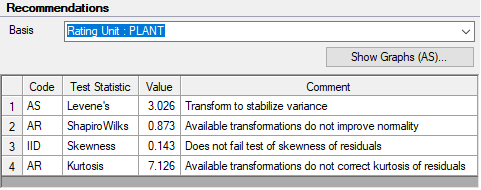 Recommendations
Basis Rating Unit : PLANT
Show Graphs (AS)...
Code Test Statistic Value Comment
1 AS Levene's 3.026 Transform to stabilize variance
2 AR ShapiroWilks 0.873 Available transformations do not improve normality
3 IID Skewness 0.143 Does not fail test of skewness of residuals
4 AR Kurtosis 7.126 Available transformations do not correct kurtosis of residuals